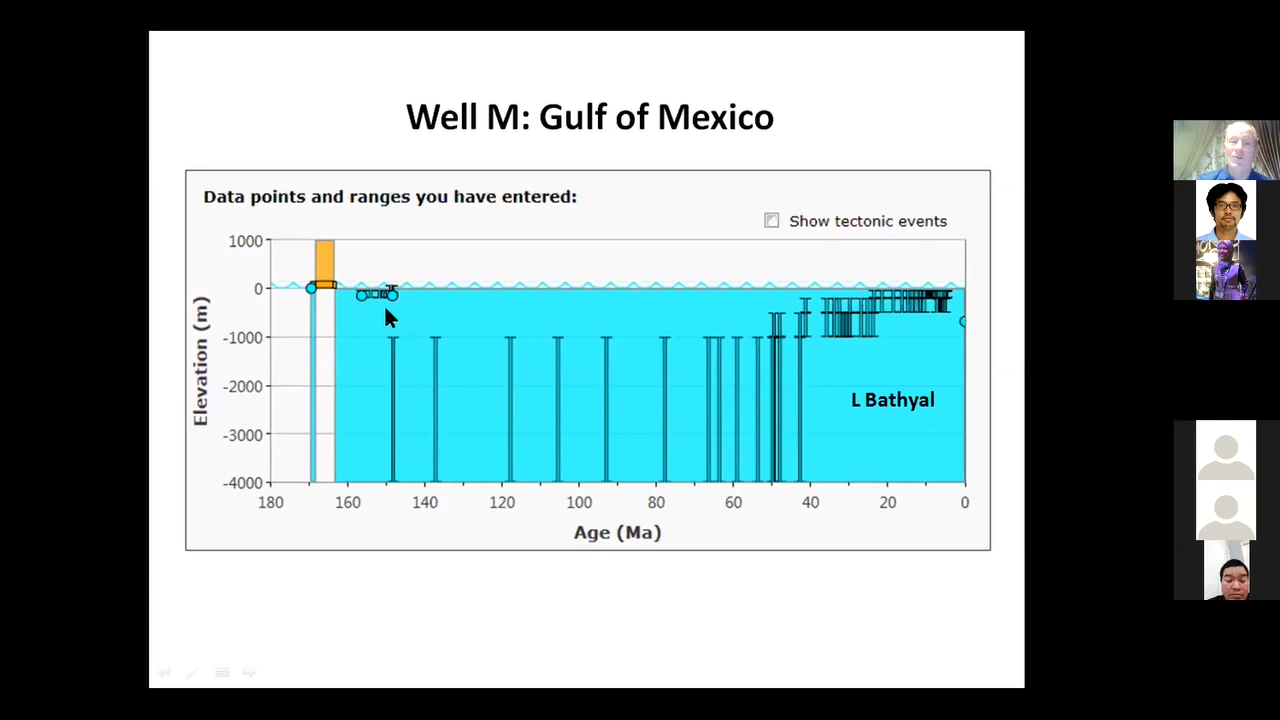 Well M: Gulf of Mexico
Data points and ranges you have entered:
Show tectonic events
1000
0
-1000
-2000
-3000
-4000
Elevation (m)
L Bathyal
180 160 140 120 100 80 60 40 20 0
Age (Ma)